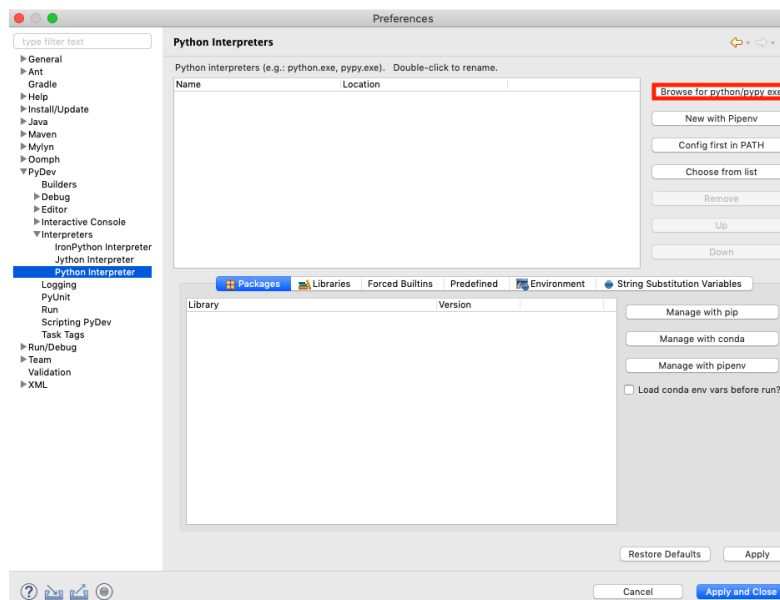 Preferences
type filter text
General
Ant
Gradle
Help
Install/Update
Java
Maven
Mylyn
Oomph
PyDev
Builders
Debug
Editor
Interactive Console
Interpreters
IronPython Interpreter
Jython Interpreter
Python Interpreter
Logging
PyUnit
Run
Scripting PyDev
Task Tags
Run/Debug
Team
Validation
XML
Python Interpreters
Python interpreters (e.g.: python.exe, pypy.exe). Double-click to rename.
Name Location
Browse for python/pypy exe
New with Pipenv
Config first in PATH
Choose from list
Remove
Up
Down
Packages Libraries Forced Builtins Predefined Environment String Substitution Variables
Library Version
Manage with pip
Manage with conda
Manage with pipenv
Load conda env vars before run?
Restore Defaults Apply
Cancel Apply and Close